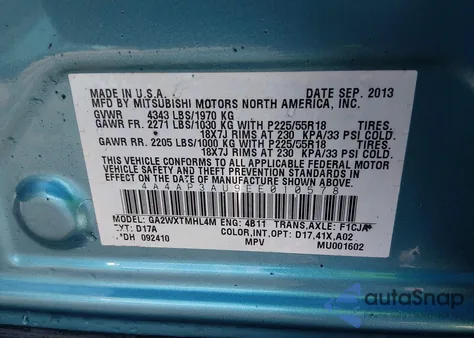 MADE IN U.S.A. DATE SEP. 2013
BY MITSUBISHI MOTORS NORTH AMERICA, INC.
GVWR 4343 LBS/1970 KG
GAWR FR. 2271 LBS/1030 KG WITH P225/55R18 TIRES,
18X7J RIMS AT 230 KPA/33 PSI COLD.
GAWR RR. 2205 LBS/1000 KG WITH P225/55R18 TIRES,
18X7J RIMS AT 230 KPA/33 PSI COLD.
THIS VEHICLE CONFORMS TO ALL APPLICABLE FEDERAL MOTOR
VEHICLE SAFETY AND THEFT PREVENTION STANDARDS IN
EFFECT ON THE DATE OF MANUFACTURE SHOWN ABOVE.
4A4AP3AU9EE010578
MODEL: GA2WXTMHL4M ENG: 4B11 TRANS,AXLE: F1CJA
EXT: D17A COLOR,INT,OPT: D17,41X,A02
*DH 092410 MPV MU001602
autoSnap